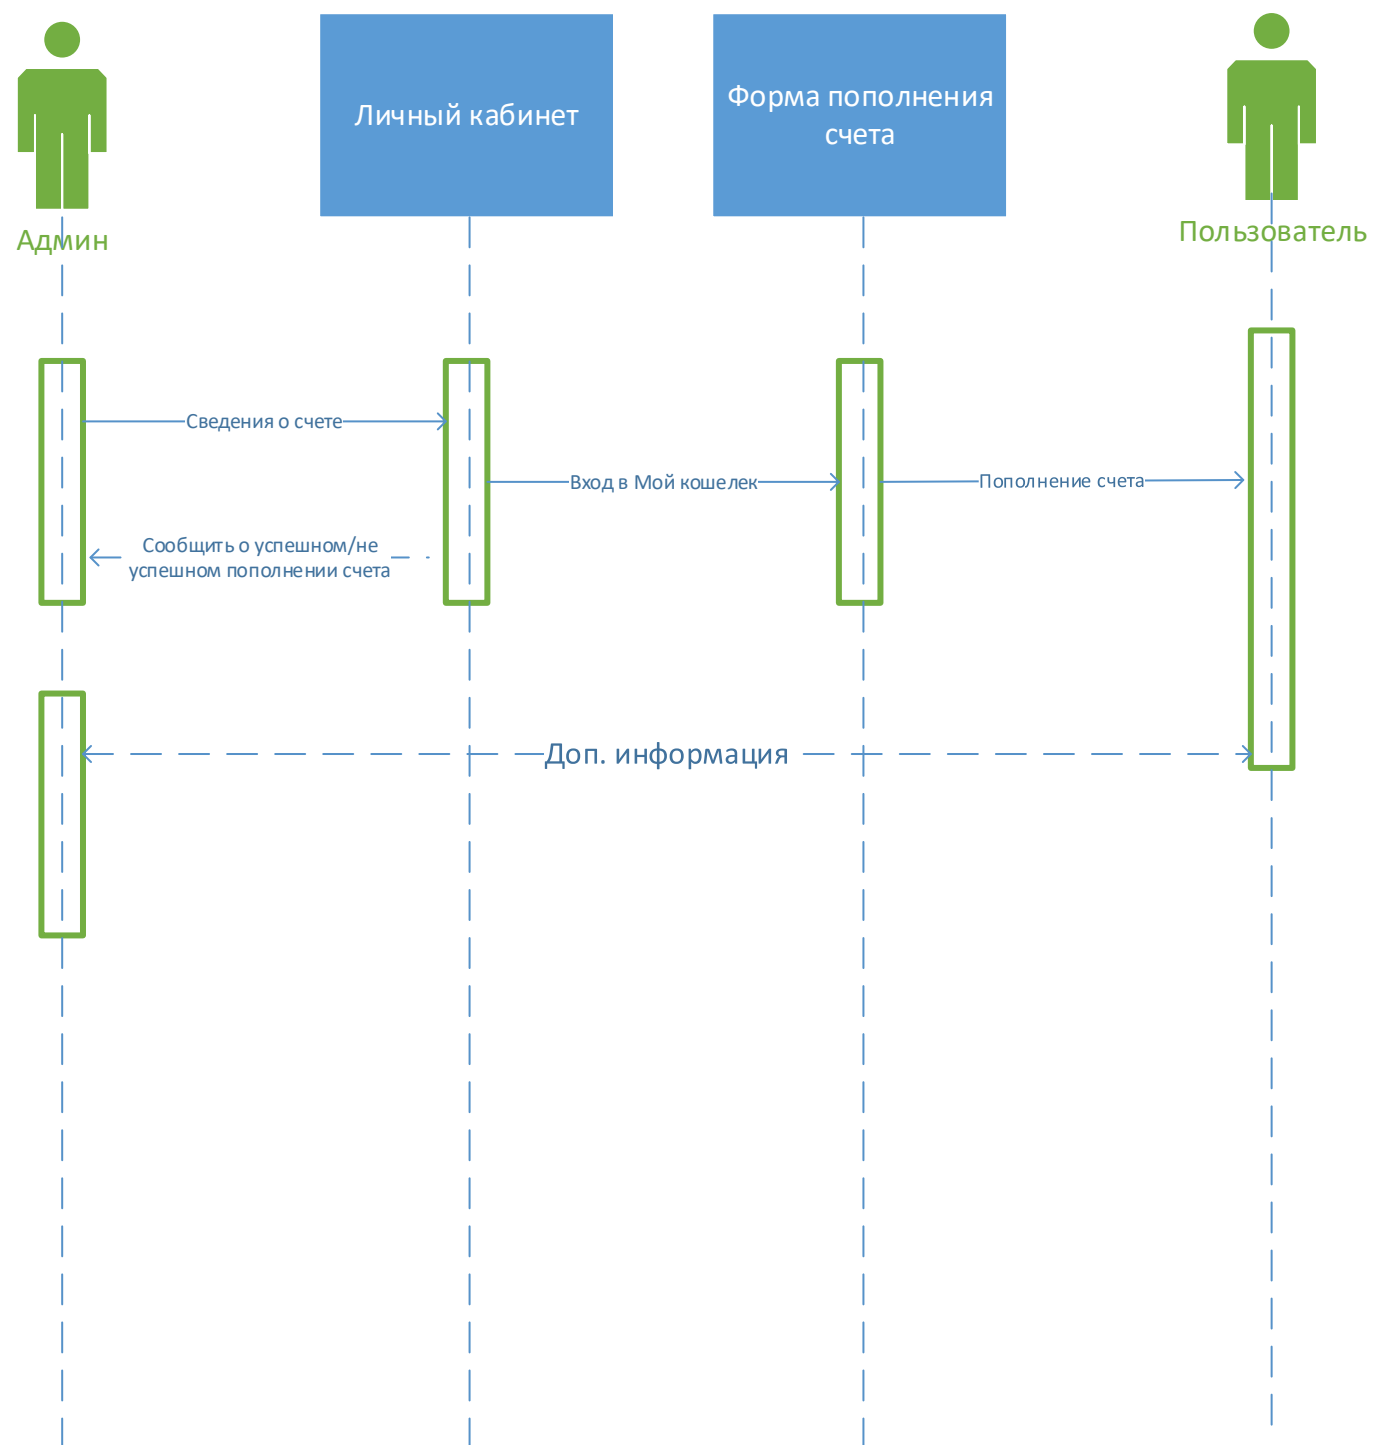 Админ
Личный кабинет
Форма пополнения
счета
Пользователь
Сведения о счете
Вход в Мой кошелек
Пополнение счета
Сообщить о успешном/не
успешном пополнении счета
Доп. информация